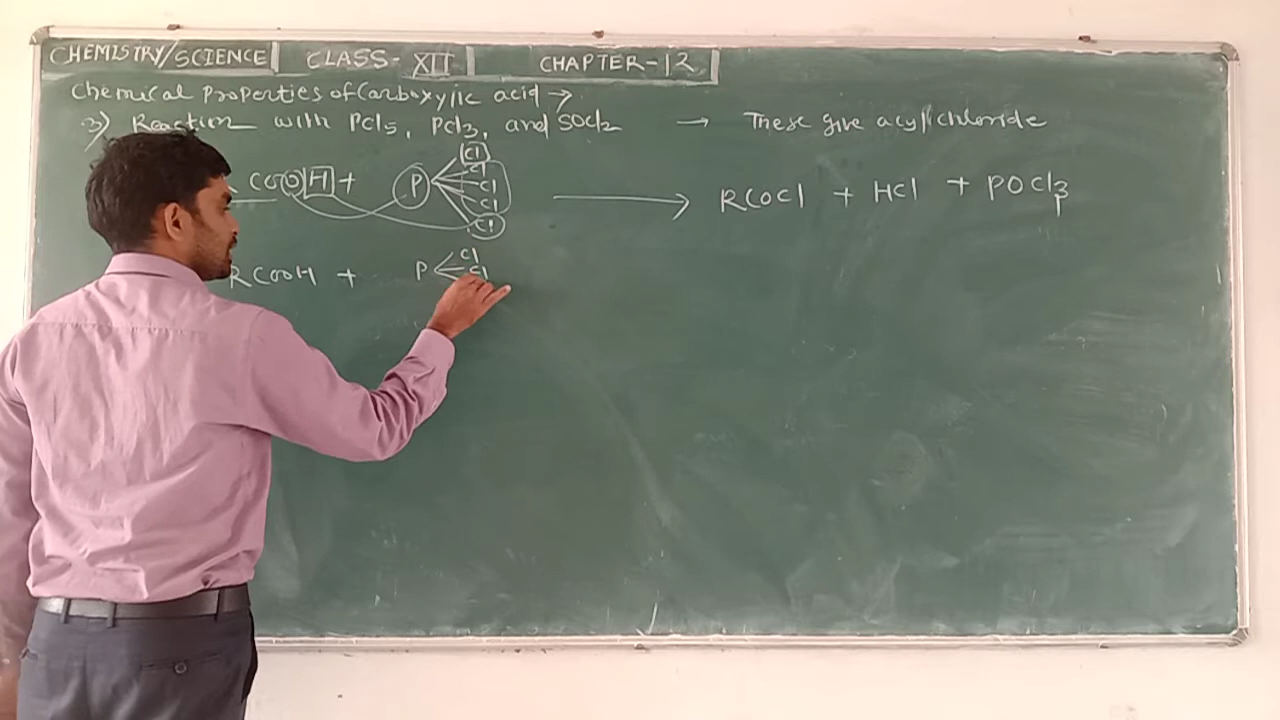 CHEMISTRY/SCIENCE CLASS-XII CHAPTER-12
Chemical properties of Carboxylic acid →
3) Reaction with PCl5, PCl3, and SOCl2 → These give acyl chloride
COOH + P Cl Cl Cl Cl Cl → RCOCl + HCl + POCl3
RCOOH + P Cl Cl